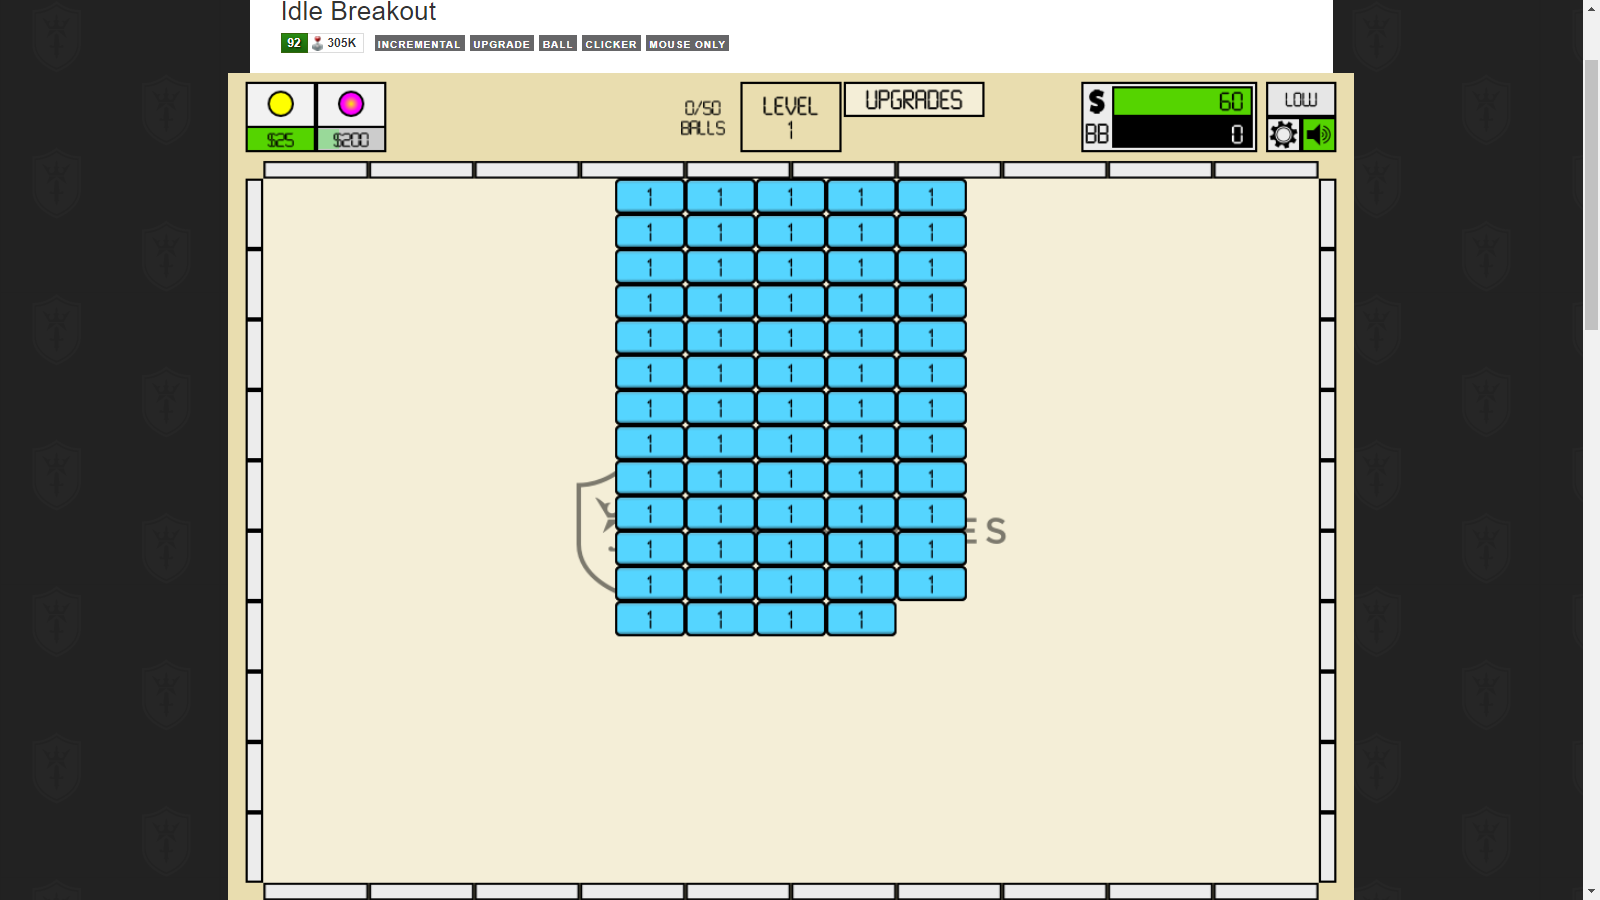 Idle Breakout
92 305K INCREMENTAL UPGRADE BALL CLICKER MOUSE ONLY
$25 $200
0/50
BALLS
LEVEL
1
UPGRADES
$ 60
BB 0
LOW
1 1 1 1 1
1 1 1 1 1
1 1 1 1 1
1 1 1 1 1
1 1 1 1 1
1 1 1 1 1
1 1 1 1 1
1 1 1 1 1
1 1 1 1 1
1 1 1 1 1
ES
1 1 1 1 1
1 1 1 1 1
1 1 1 1